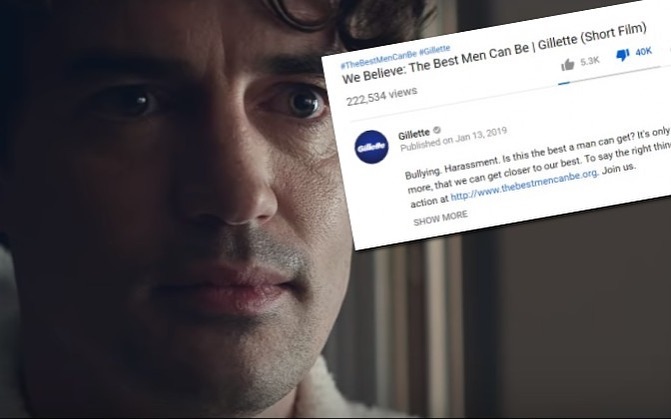 #TheBestMenCanBe #Gillette
We Believe: The Best Men Can Be | Gillette (Short Film)
222,534 views
5.3K
40K
Gillette
Gillette
Published on Jan 13, 2019
Bullying. Harassment. Is this the best a man can get? It's only
more, that we can get closer to our best. To say the right thin
action at http://www.thebestmencanbe.org. Join us.
SHOW MORE